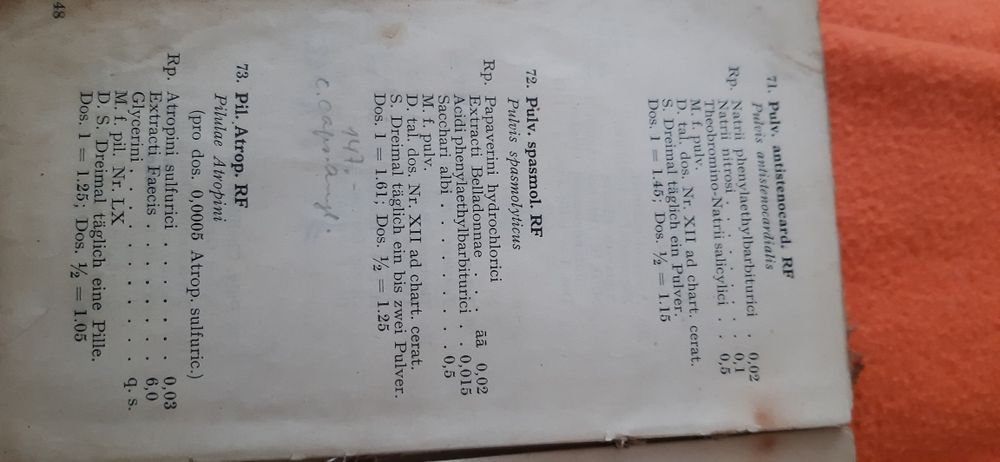 71. Pulv. antistenocard. RF
Pulvis antistenocardialis
Rp. Natrii phenylaethylbarbiturici . 0,02
Natrii nitrosi . . . . . . . 0,1
Theobromino-Natrii salicylici . . 0,5
M. f. pulv.
D. tal. dos. Nr. XII ad chart. cerat.
S. Dreimal täglich ein Pulver.
Dos. 1 = 1.45; Dos. ½ = 1.15
72. Pulv. spasmol. RF
Pulvis spasmolyticus
Rp. Papaverini hydrochlorici
Extracti Belladonnae . . . āā 0,02
Acidi phenylaethylbarbiturici . . 0,015
Sacchari albi . . . . . . . . 0,5
M. f. pulv.
D. tal. dos. Nr. XII ad chart. cerat.
S. Dreimal täglich ein bis zwei Pulver.
Dos. 1 = 1.61; Dos. ½ = 1.25
147.-
73. Pil. Atrop. RF
Pilulae Atropini
(pro dos. 0,0005 Atrop. sulfuric.)
Rp. Atropini sulfurici . . . . . . 0,03
Extracti Faecis . . . . . . . 6,0
Glycerini . . . . . . . . . q. s.
M. f. pil. Nr. LX
D. S. Dreimal täglich eine Pille.
Dos. 1 = 1.25; Dos. ½ = 1.05
48